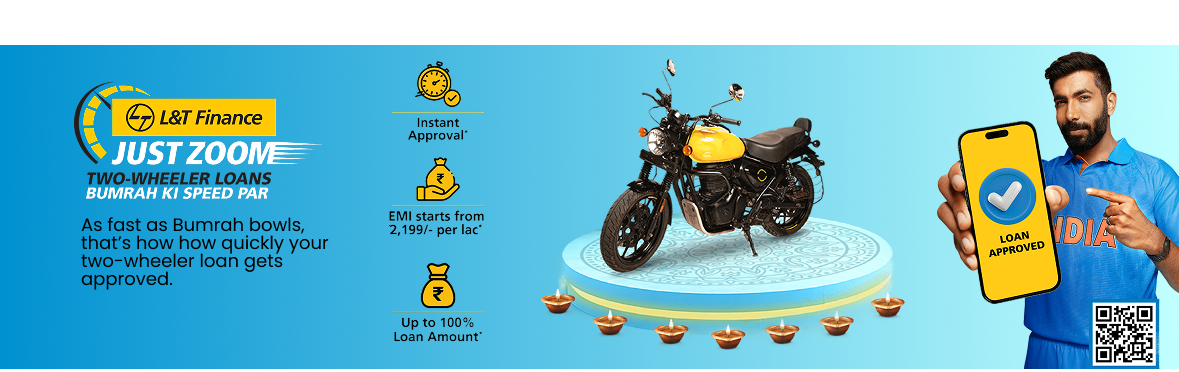 L&T Finance
JUST ZOOM
TWO-WHEELER LOANS
BUMRAH KI SPEED PAR
As fast as Bumrah bowls,
that's how how quickly your
two-wheeler loan gets
approved.
Instant
Approval*
EMI starts from
2,199/- per lac*
Up to 100%
Loan Amount*
LOAN
APPROVED
INDIA